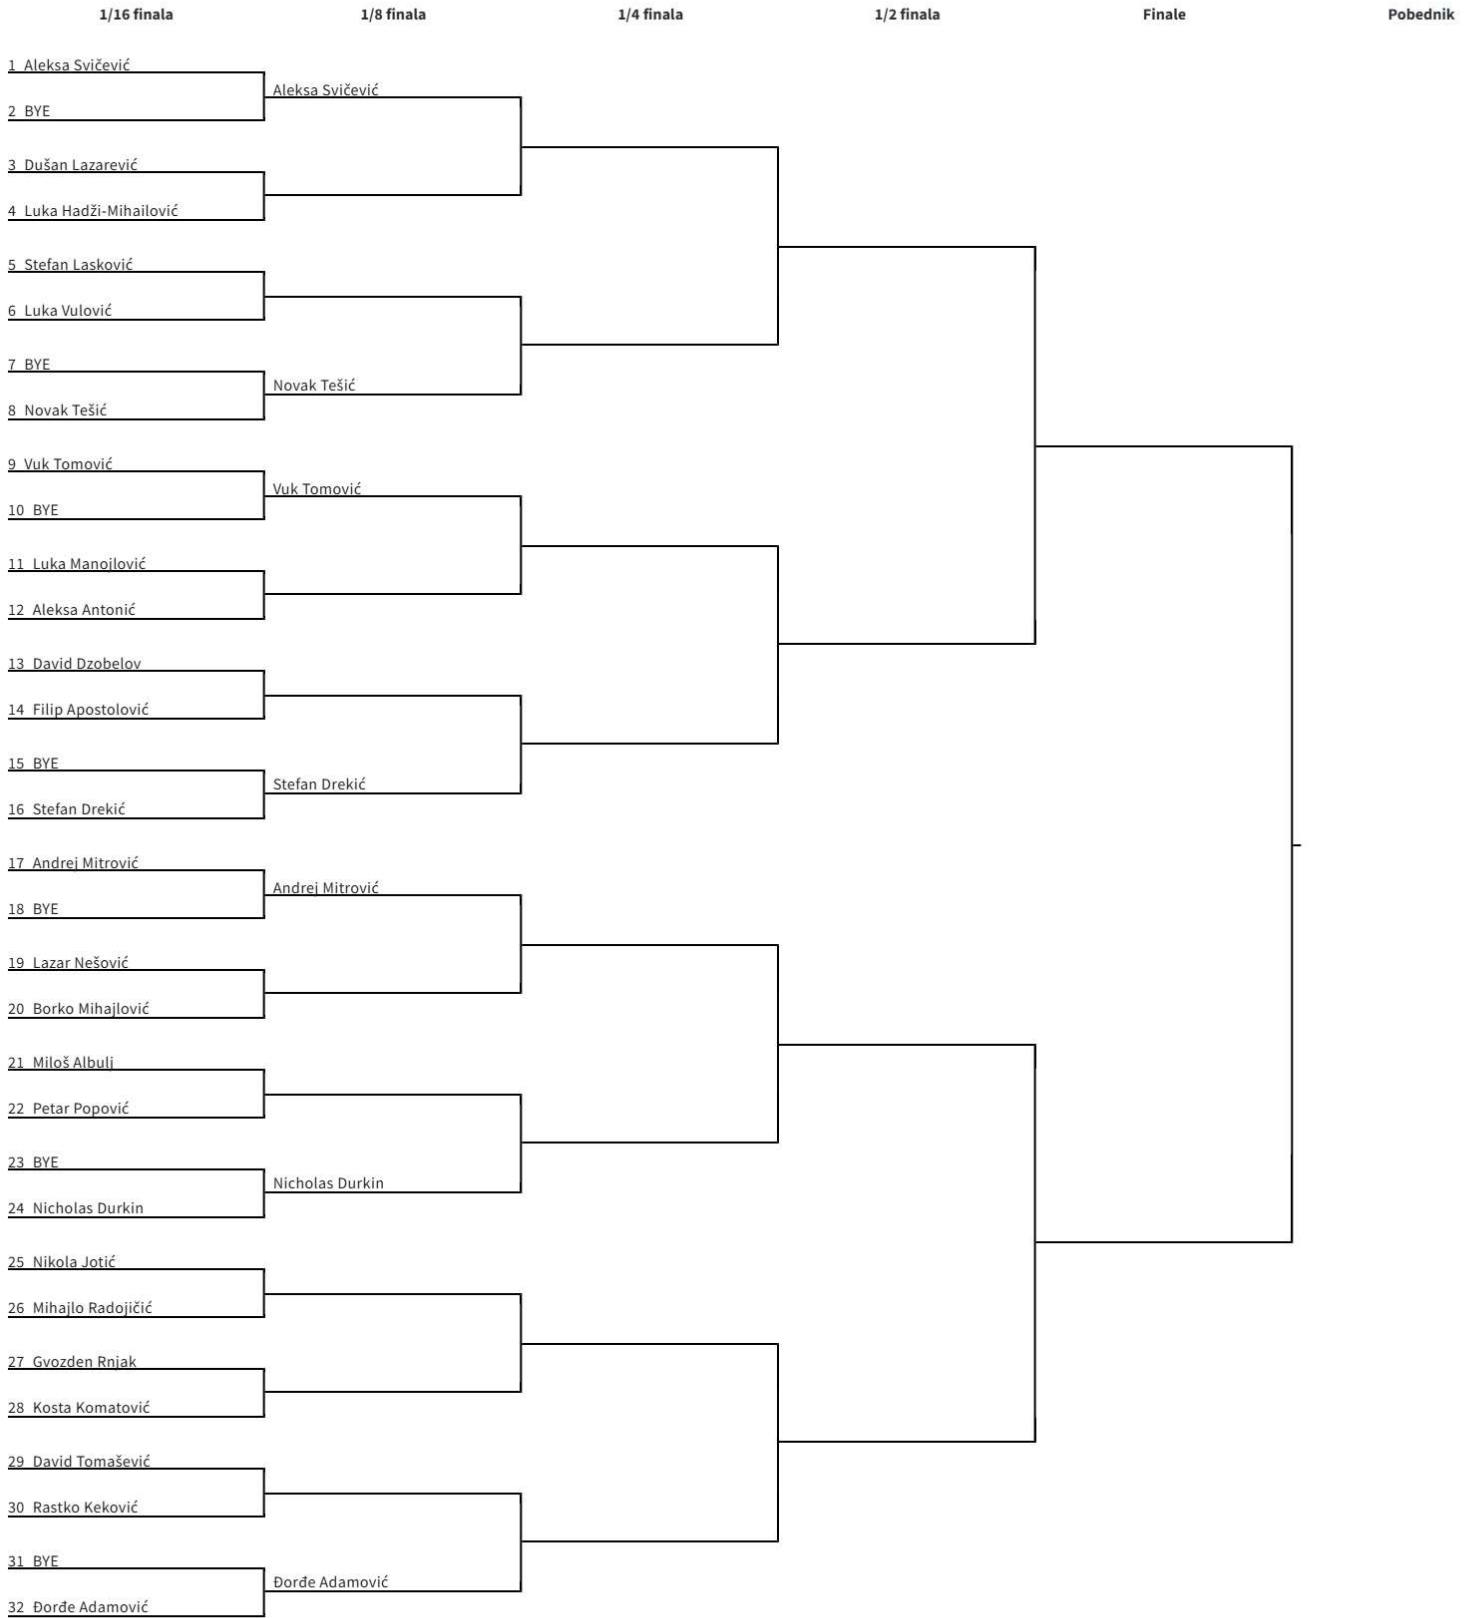 1/16 finala 1/8 finala 1/4 finala 1/2 finala Finale Pobednik
1 Aleksa Svičević
Aleksa Svičević
2 BYE
3 Dušan Lazarević
4 Luka Hadži-Mihailović
5 Stefan Lasković
6 Luka Vulović
7 BYE
Novak Tešić
8 Novak Tešić
9 Vuk Tomović
Vuk Tomović
10 BYE
11 Luka Manojlović
12 Aleksa Antonić
13 David Dzobelov
14 Filip Apostolović
15 BYE
Stefan Drekić
16 Stefan Drekić
17 Andrej Mitrović
Andrej Mitrović
18 BYE
19 Lazar Nešović
20 Borko Mihajlović
21 Miloš Albulj
22 Petar Popović
23 BYE
Nicholas Durkin
24 Nicholas Durkin
25 Nikola Jotić
26 Mihajlo Radojičić
27 Gvozden Rnjak
28 Kosta Komatović
29 David Tomašević
30 Rastko Keković
31 BYE
Đorđe Adamović
32 Đorđe Adamović